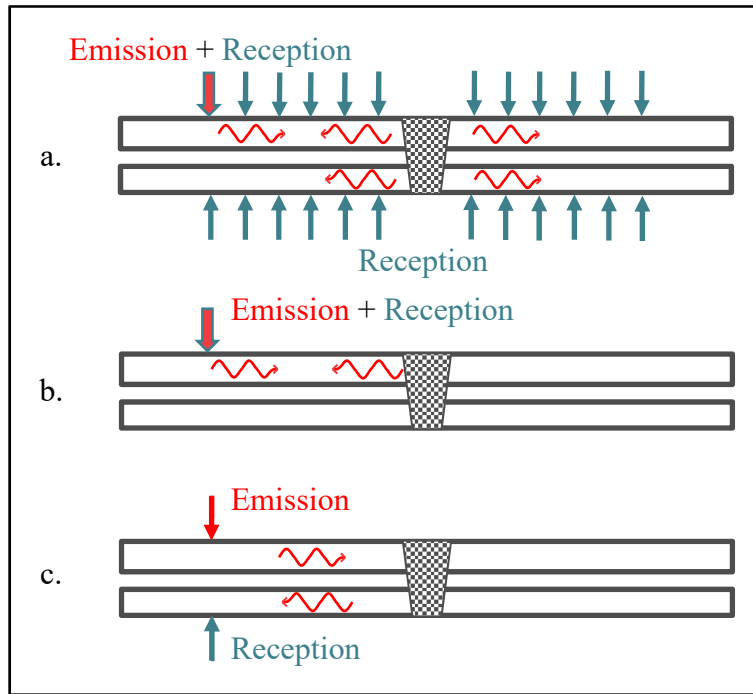 Emission + Reception
a.
Reception
Emission + Reception
b.
Emission
c.
Reception